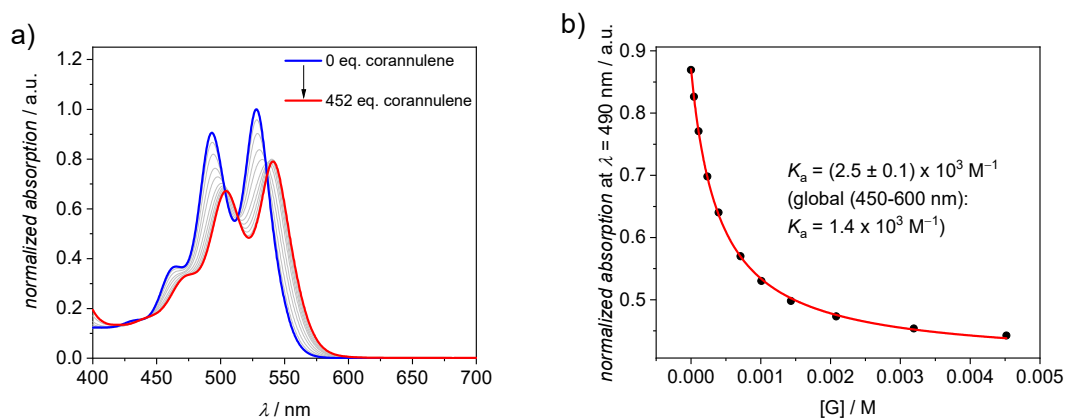 a)
normalized absorption / a.u.
1.2
1.0
0.8
0.6
0.4
0.2
0.0
400
450
500
550
600
650
700
λ / nm
0 eq. corannulene
452 eq. corannulene
b)
normalized absorption at λ = 490 nm / a.u.
0.9
0.8
0.7
0.6
0.5
0.000
0.001
0.002
0.003
0.004
0.005
[G] / M
Kₐ = (2.5 ± 0.1) x 10³ M⁻¹
(global (450-600 nm):
Kₐ = 1.4 x 10³ M⁻¹)